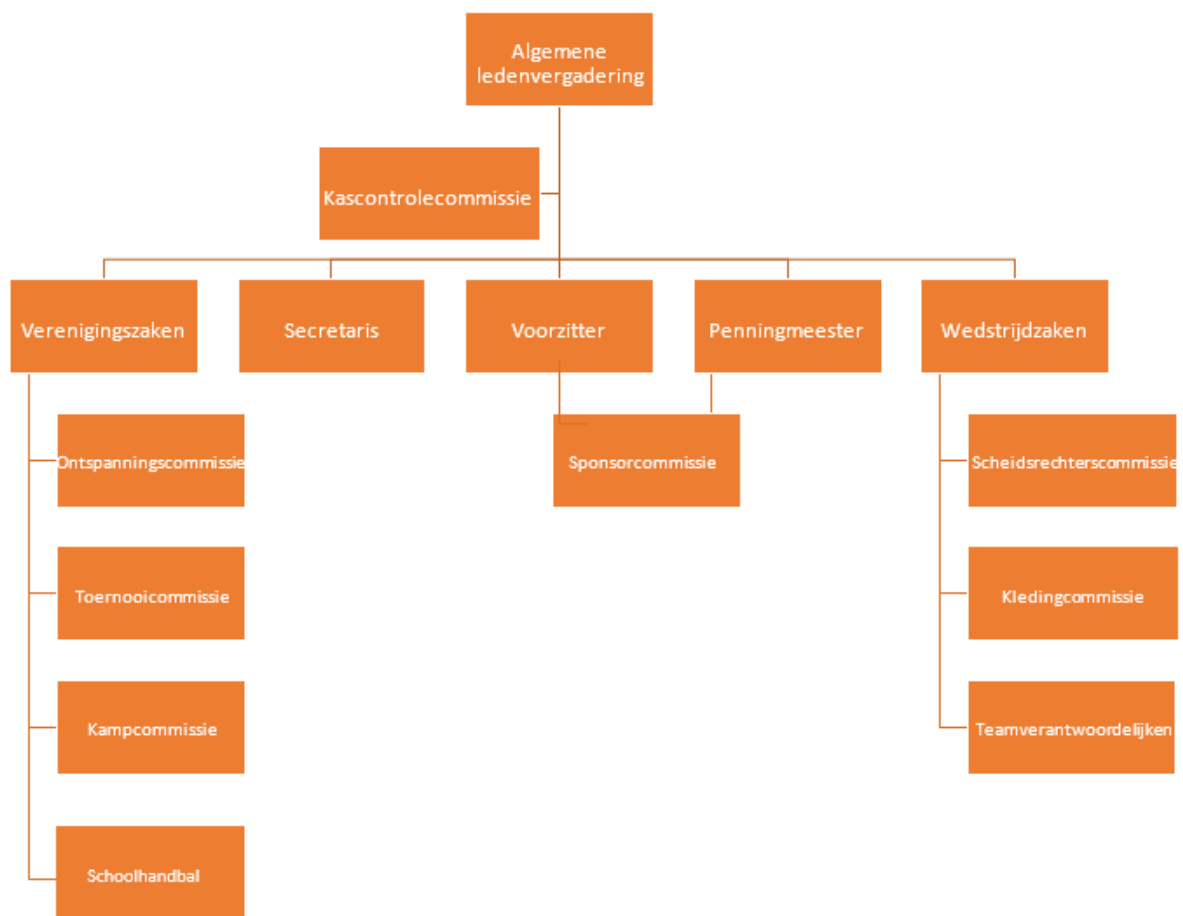 Algemene
ledenvergadering
Kascontrolecommissie
Verenigingszaken
Secretaris
Voorzitter
Penningmeester
Wedstrijdzaken
Ontspanningscommissie
Sponsorcommissie
Scheidsrechterscommissie
Toernooicommissie
Kledingcommissie
Kampcommissie
Teamverantwoordelijken
Schoolhandbal